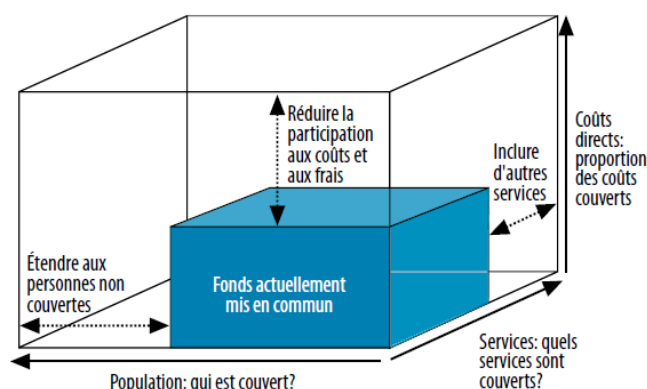 Réduire la
participation
aux coûts et
aux frais
Inclure
d'autres
services
Coûts
directs:
proportion
des coûts
couverts
Étendre aux
personnes non
couvertes
Fonds actuellement
mis en commun
Population: qui est couvert?
Services: quels
services sont
couverts?